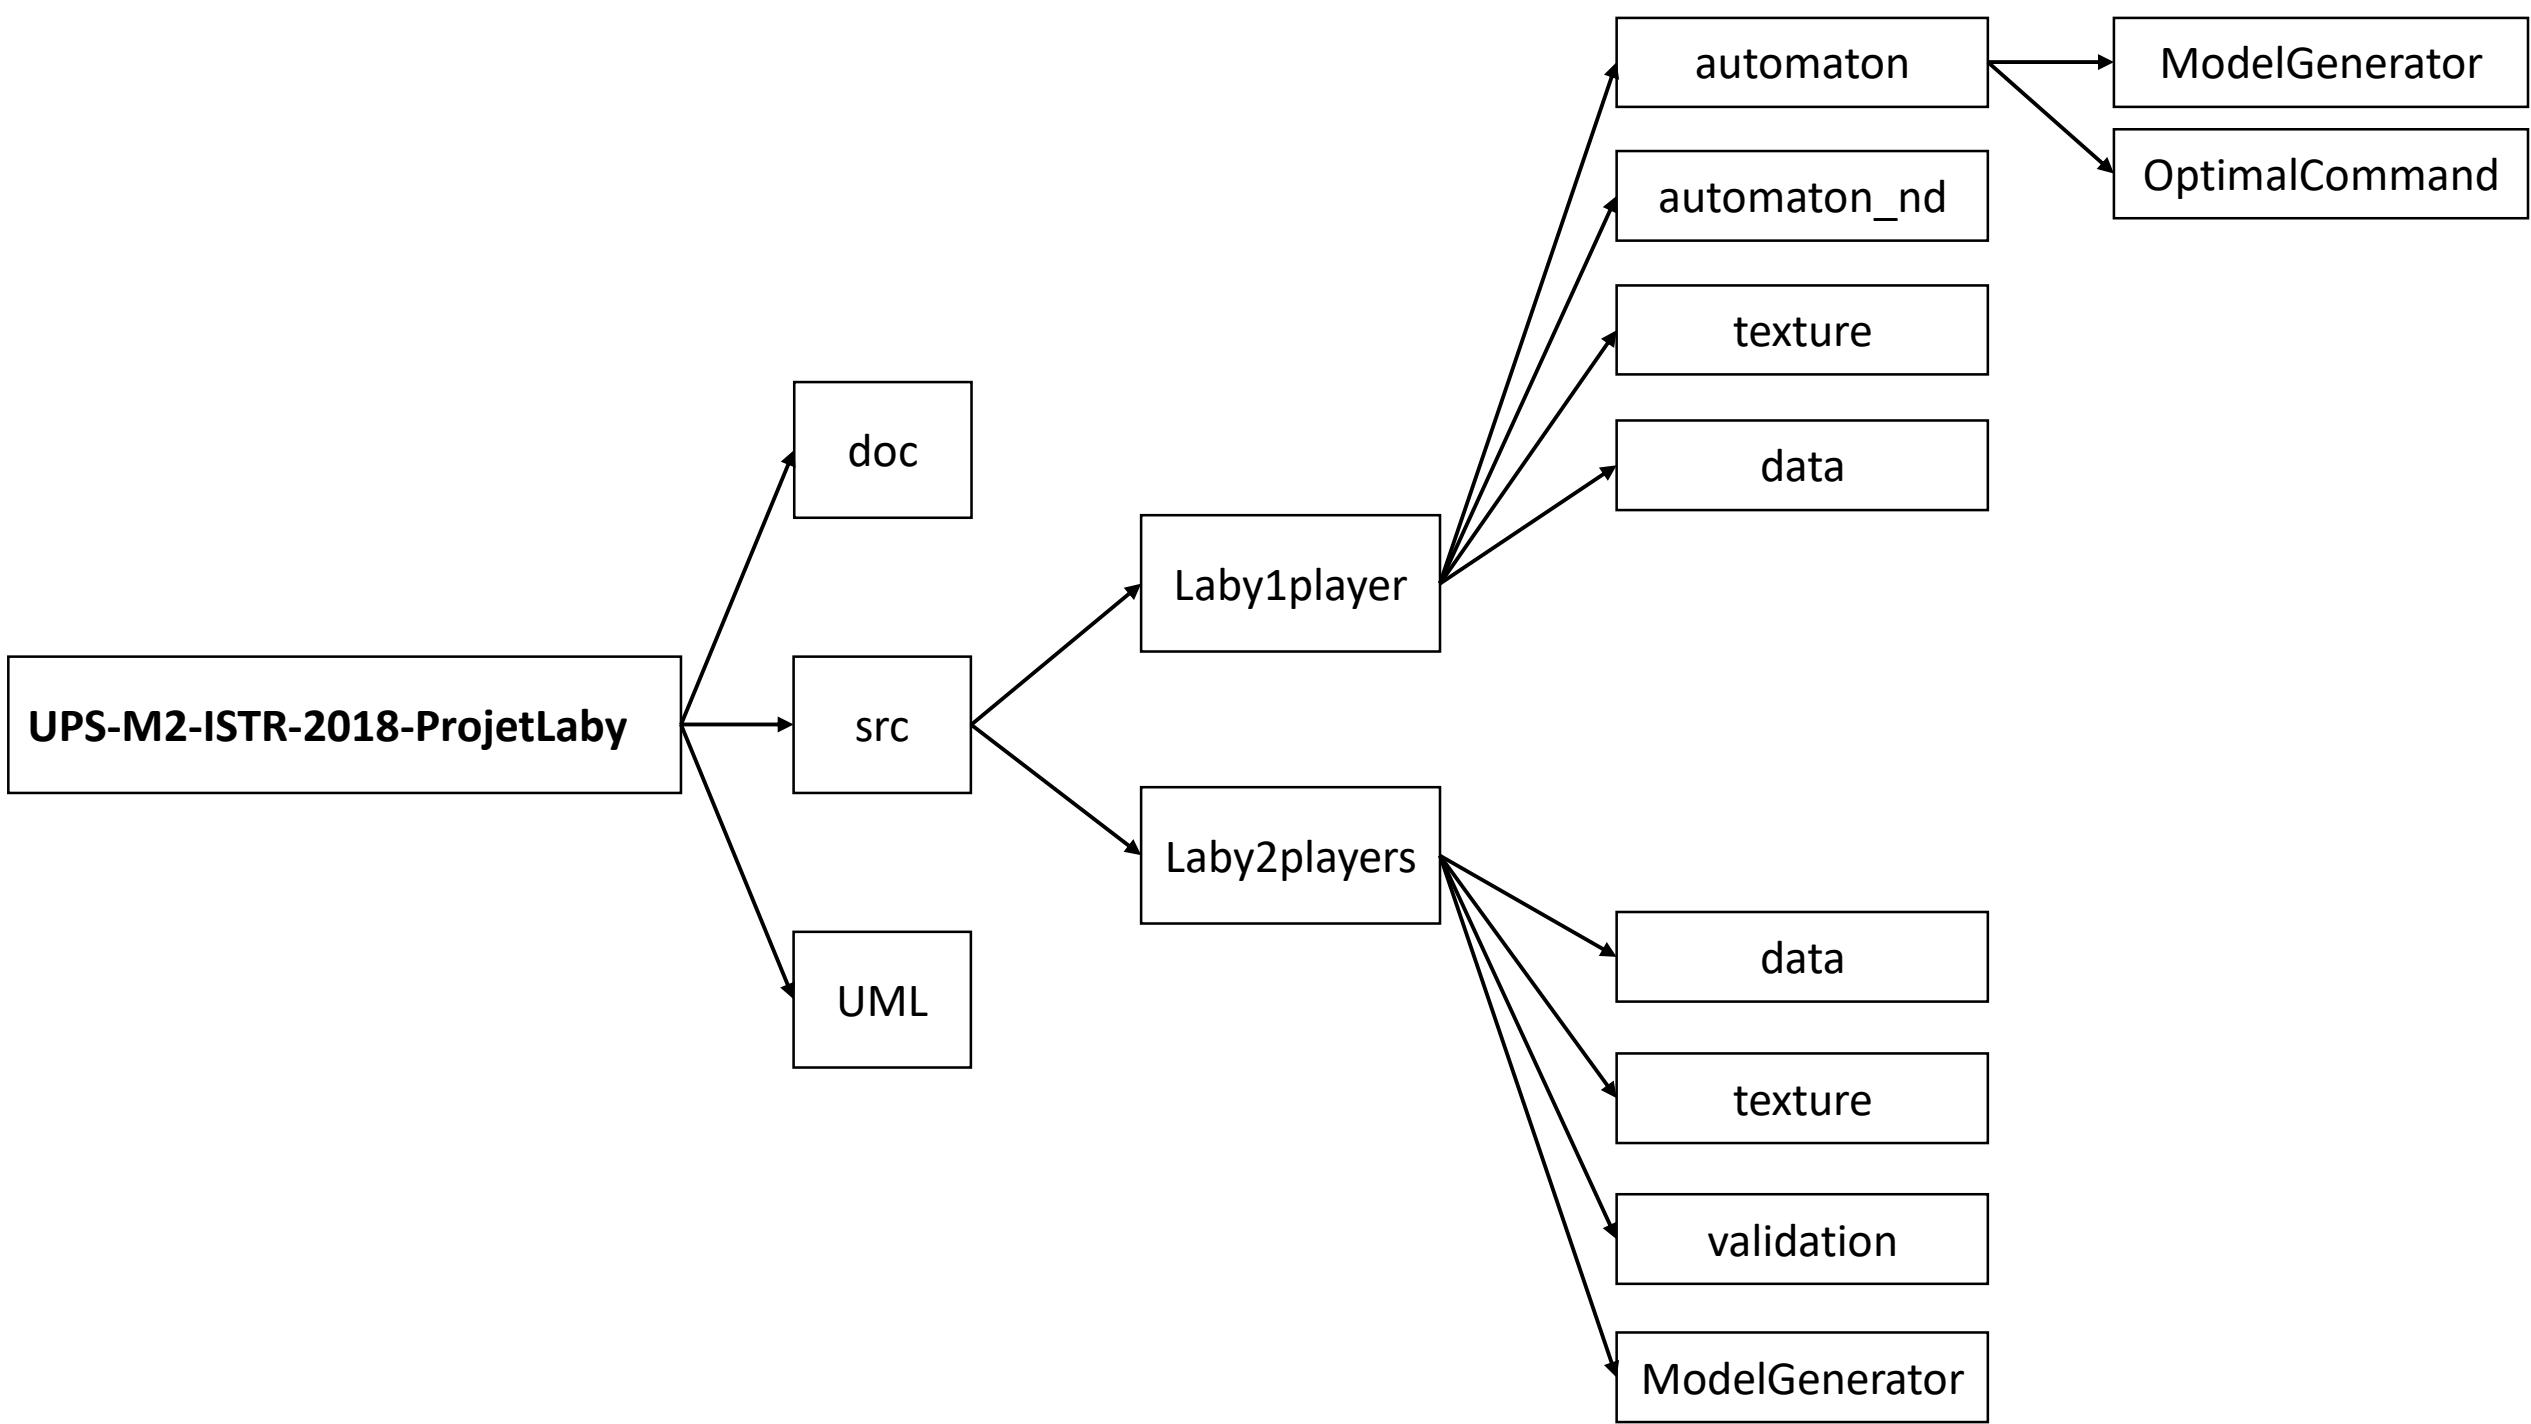 UPS-M2-ISTR-2018-ProjetLaby
doc
src
UML
Laby1player
Laby2players
automaton
automaton_nd
texture
data
data
texture
validation
ModelGenerator
ModelGenerator
OptimalCommand